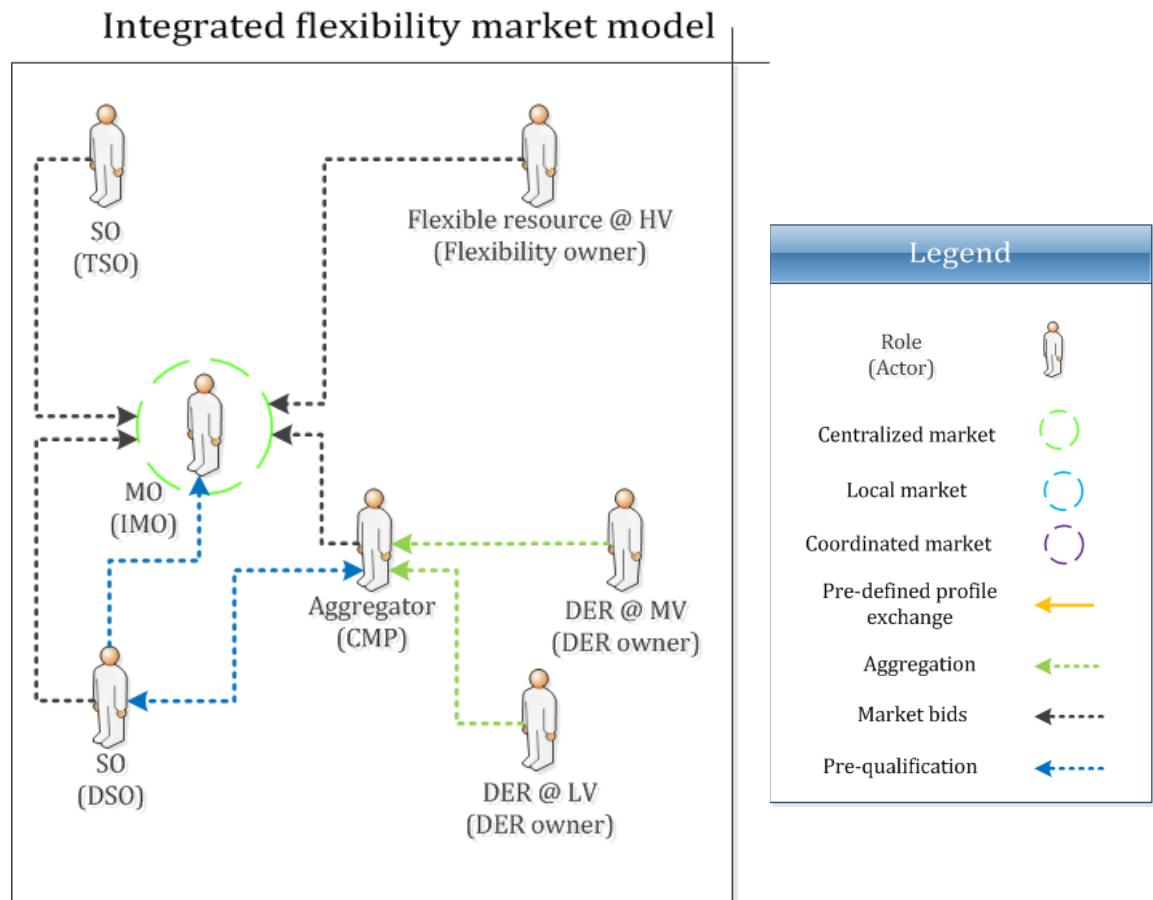 Integrated flexibility market model
SO
(TSO)
Flexible resource @ HV
(Flexibility owner)
MO
(IMO)
Aggregator
(CMP)
DER @ MV
(DER owner)
SO
(DSO)
DER @ LV
(DER owner)
Legend
Role
(Actor)
Centralized market
Local market
Coordinated market
Pre-defined profile
exchange
Aggregation
Market bids
Pre-qualification